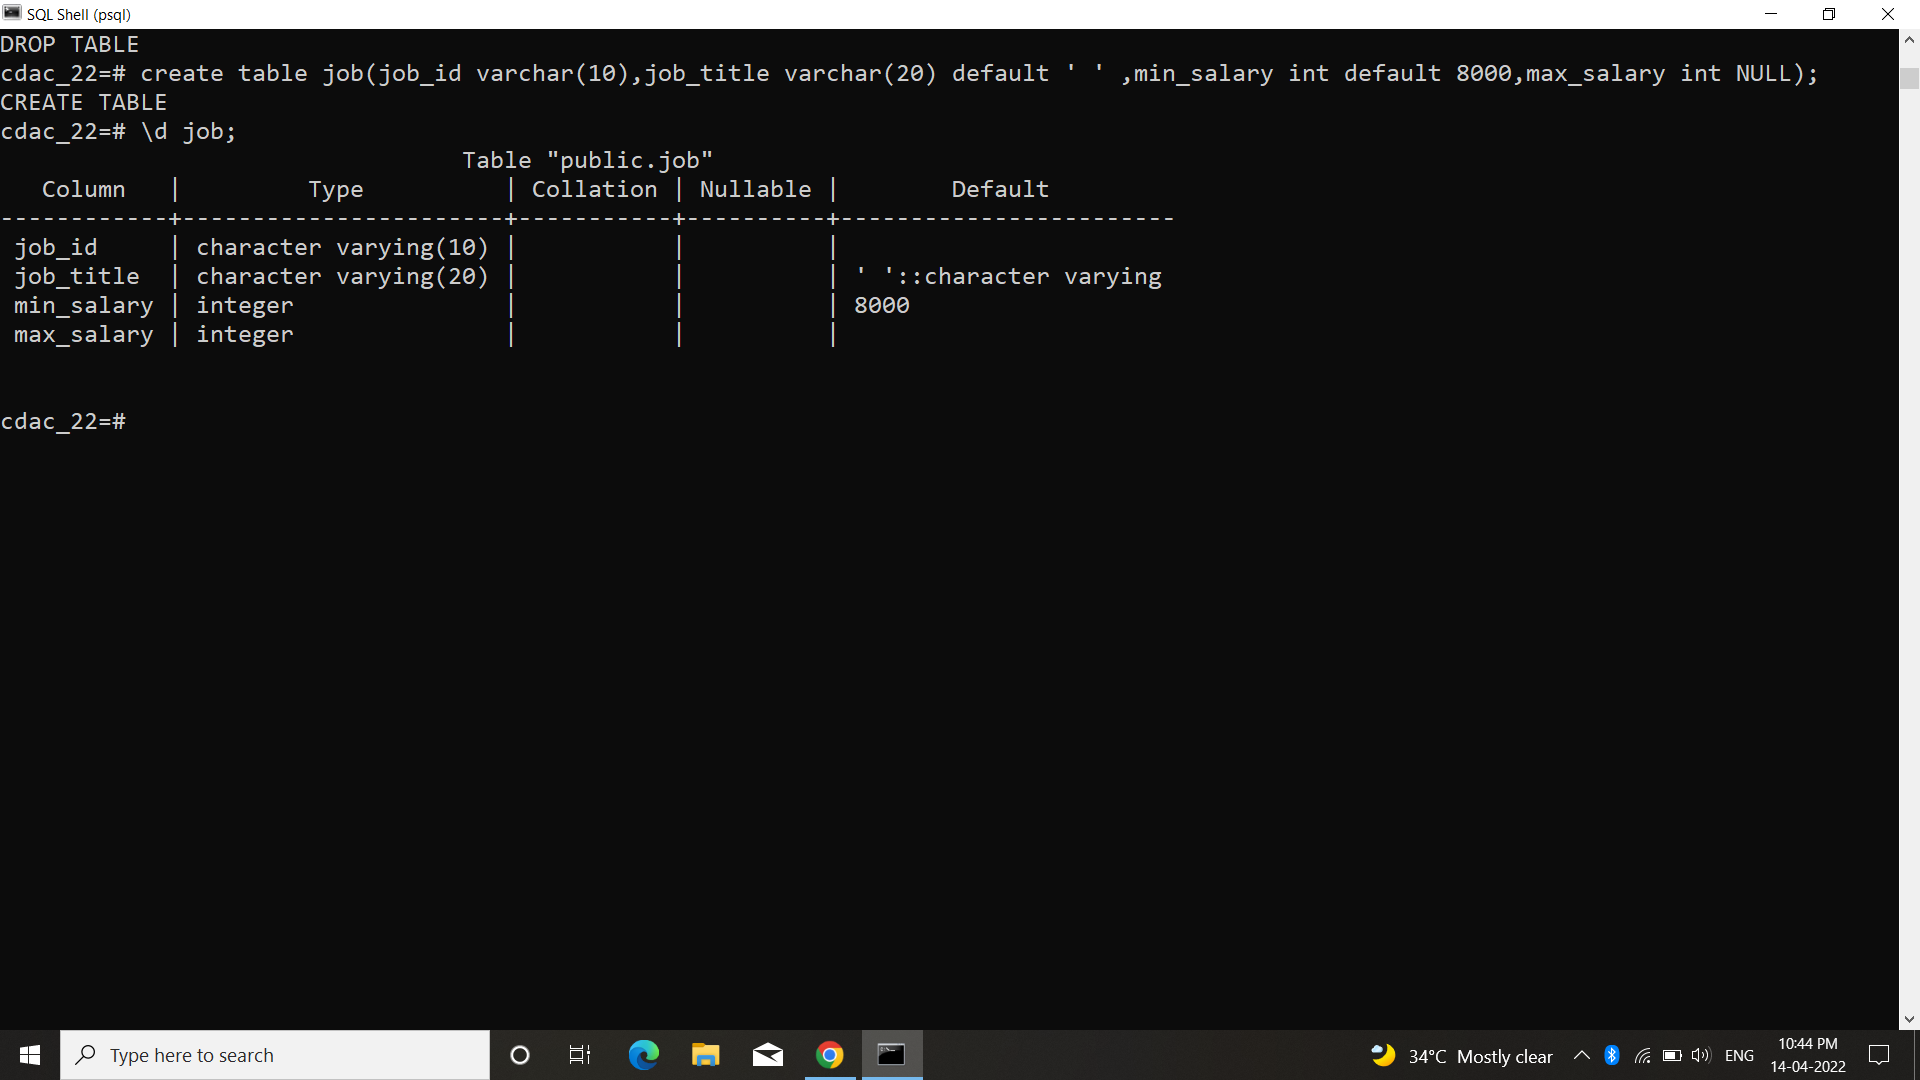 SQL Shell (psql)
DROP TABLE
cdac_22=# create table job(job_id varchar(10),job_title varchar(20) default ' ' ,min_salary int default 8000,max_salary int NULL);
CREATE TABLE
cdac_22=# \d job;
                                 Table "public.job"
   Column   |         Type          | Collation | Nullable |        Default
------------+-----------------------+-----------+----------+------------------------
 job_id     | character varying(10) |           |          |
 job_title  | character varying(20) |           |          | ' '::character varying
 min_salary | integer               |           |          | 8000
 max_salary | integer               |           |          |
cdac_22=#
Type here to search
34°C Mostly clear
ENG
10:44 PM
14-04-2022